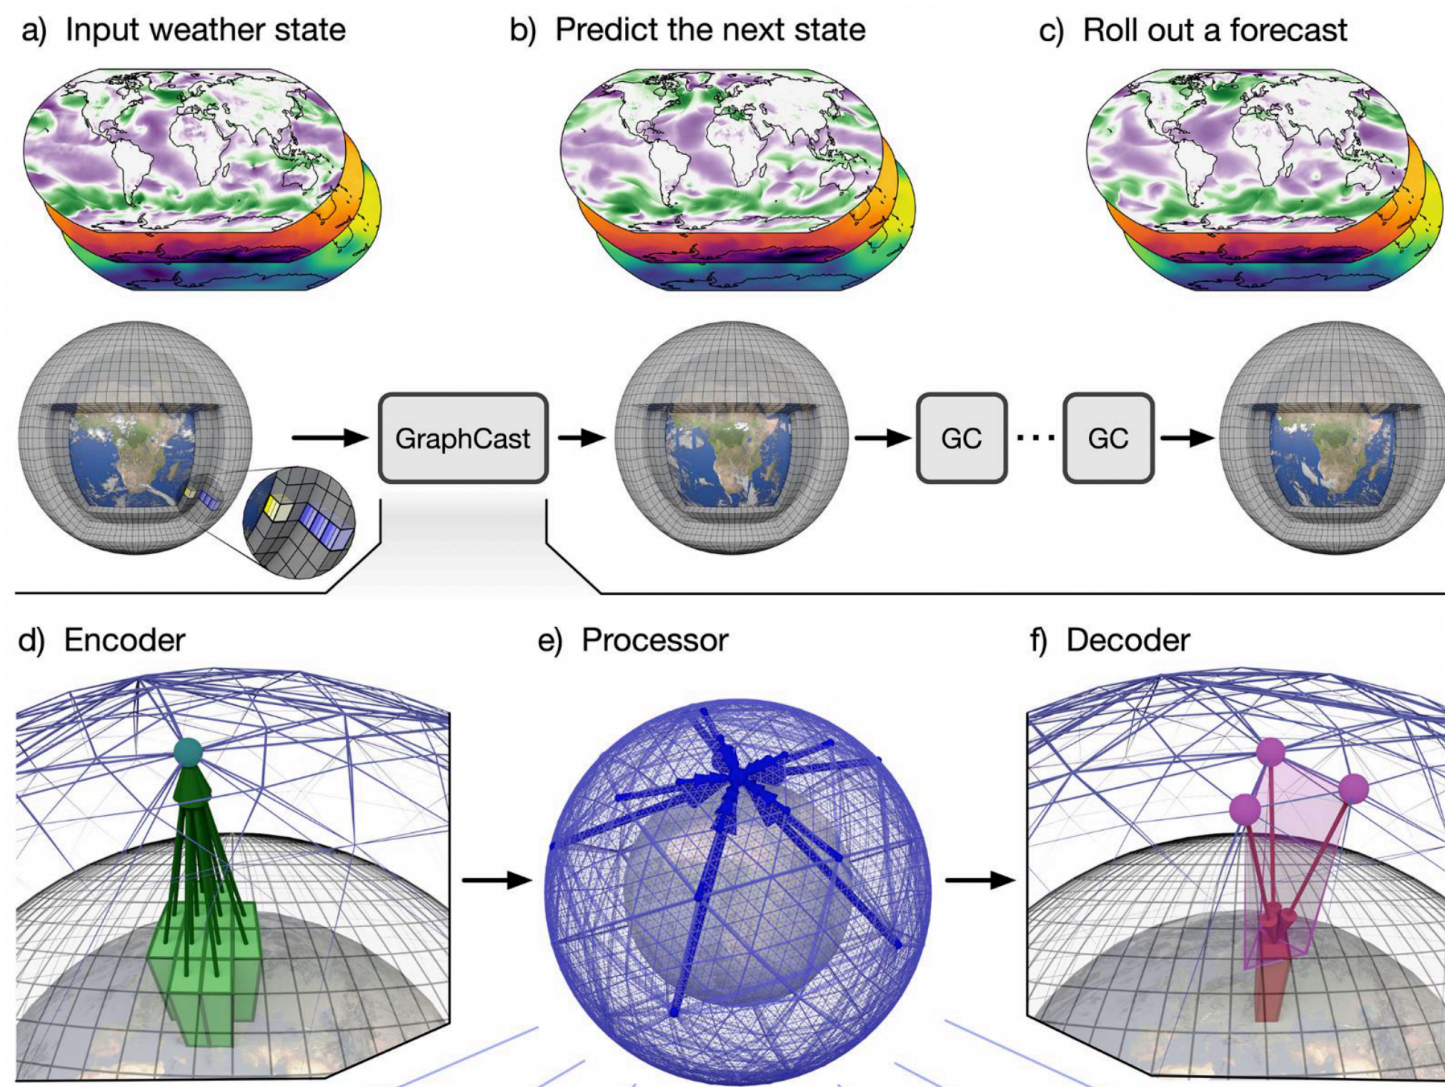 a) Input weather state
b) Predict the next state
c) Roll out a forecast
GraphCast
GC
...
GC
d) Encoder
e) Processor
f) Decoder